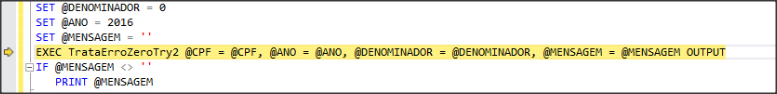 SET @DENOMINADOR = 0
SET @ANO = 2016
SET @MENSAGEM = ''
EXEC TrataErroZeroTry2 @CPF = @CPF, @ANO = @ANO, @DENOMINADOR = @DENOMINADOR, @MENSAGEM = @MENSAGEM OUTPUT
IF @MENSAGEM <> ''
PRINT @MENSAGEM